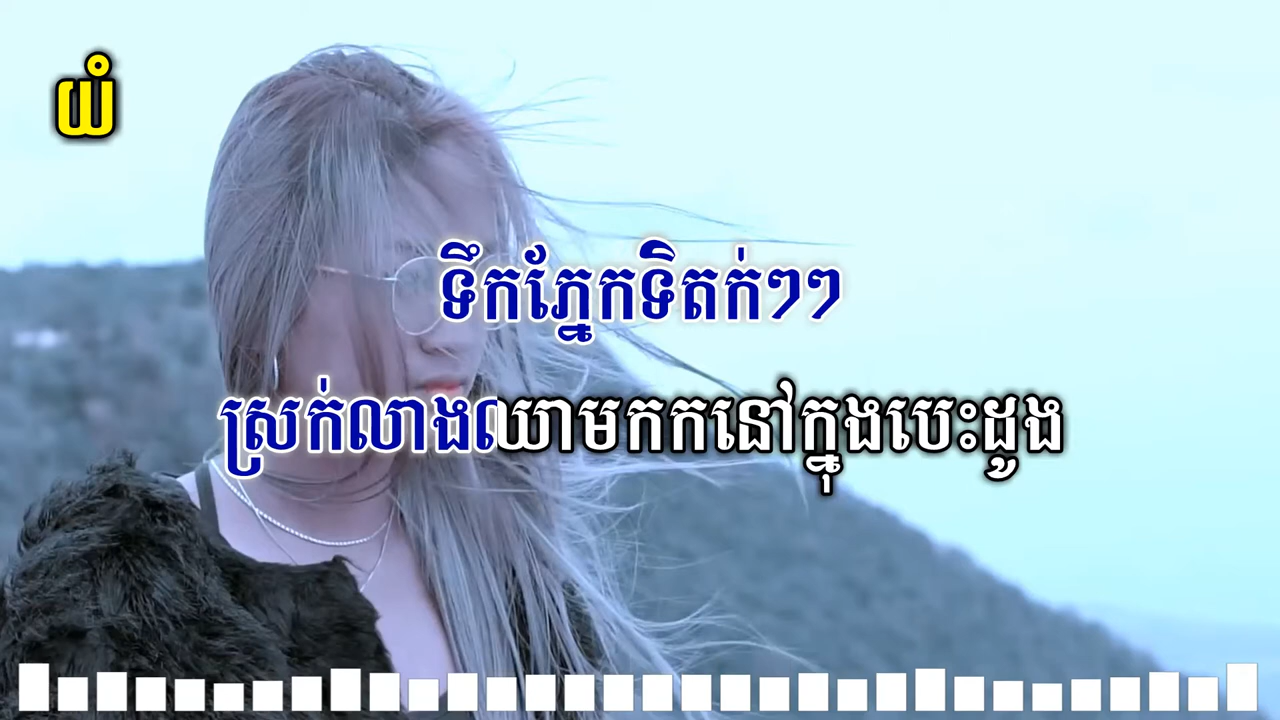 យំ
ទឹកភ្នែកទិតក់ៗៗ
ស្រក់លាងឈាមកកនៅក្នុងបេះដូង